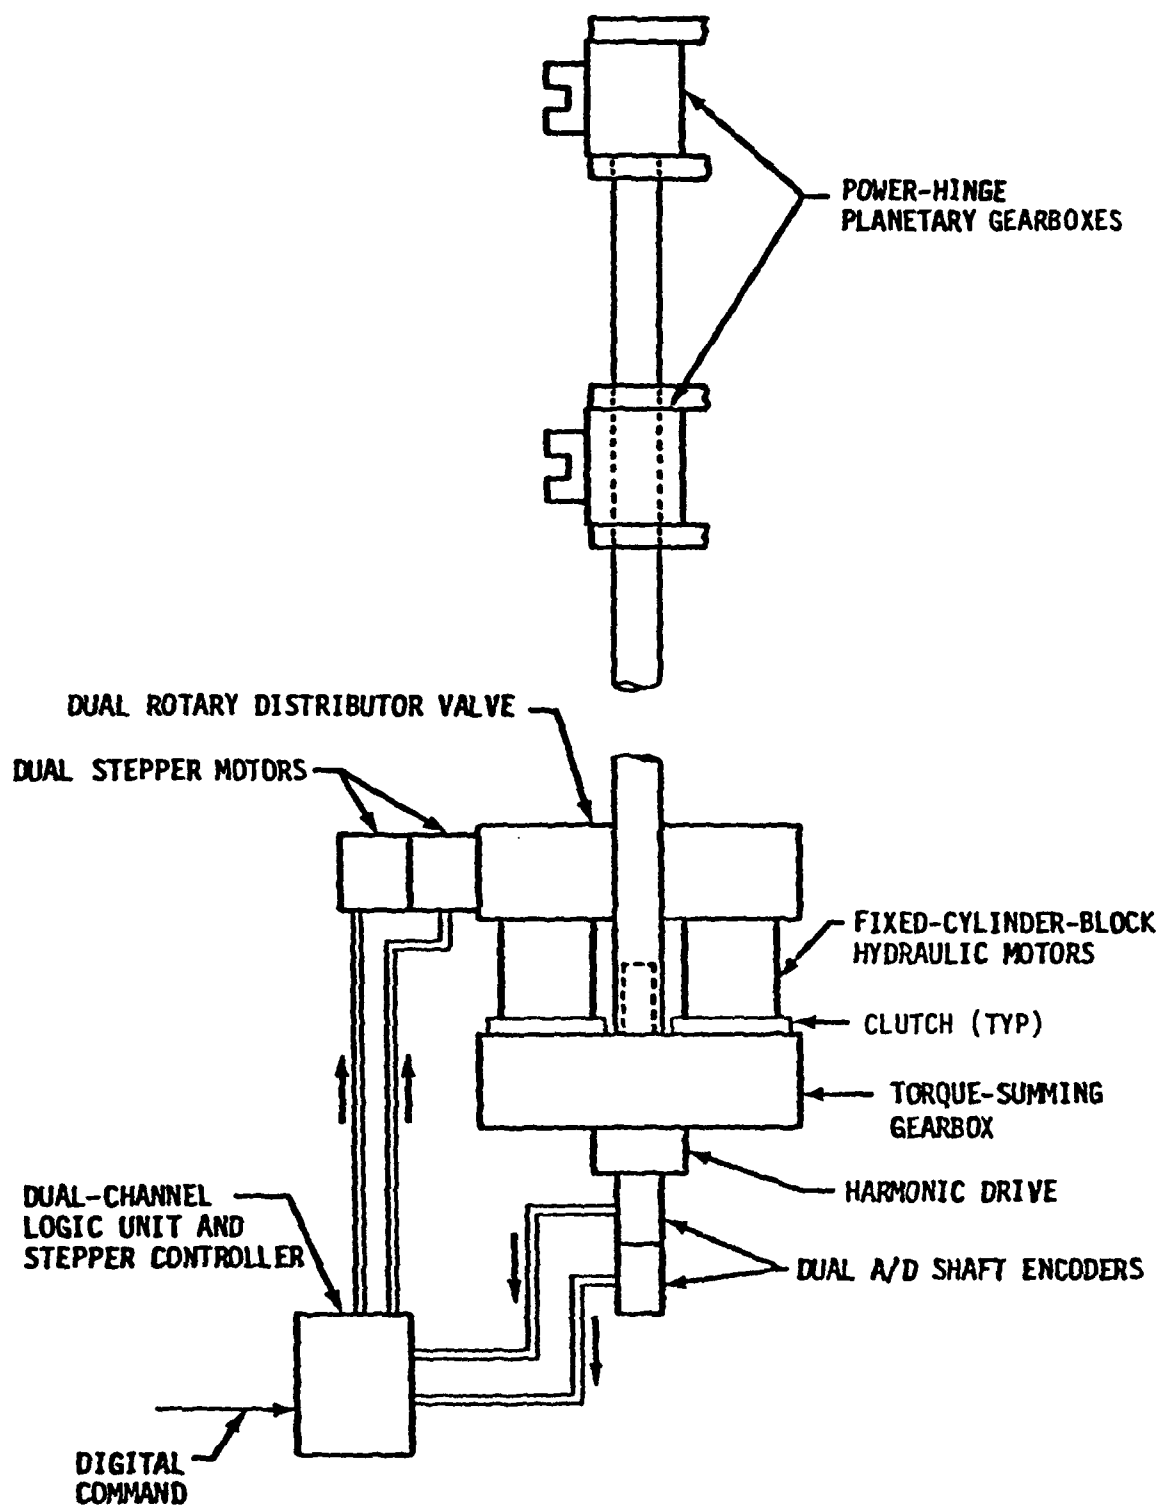 POWER-HINGE
PLANETARY GEARBOXES
DUAL ROTARY DISTRIBUTOR VALVE
DUAL STEPPER MOTORS
FIXED-CYLINDER-BLOCK
HYDRAULIC MOTORS
CLUTCH (TYP)
TORQUE-SUMMING
GEARBOX
HARMONIC DRIVE
DUAL-CHANNEL
LOGIC UNIT AND
STEPPER CONTROLLER
DUAL A/D SHAFT ENCODERS
DIGITAL
COMMAND